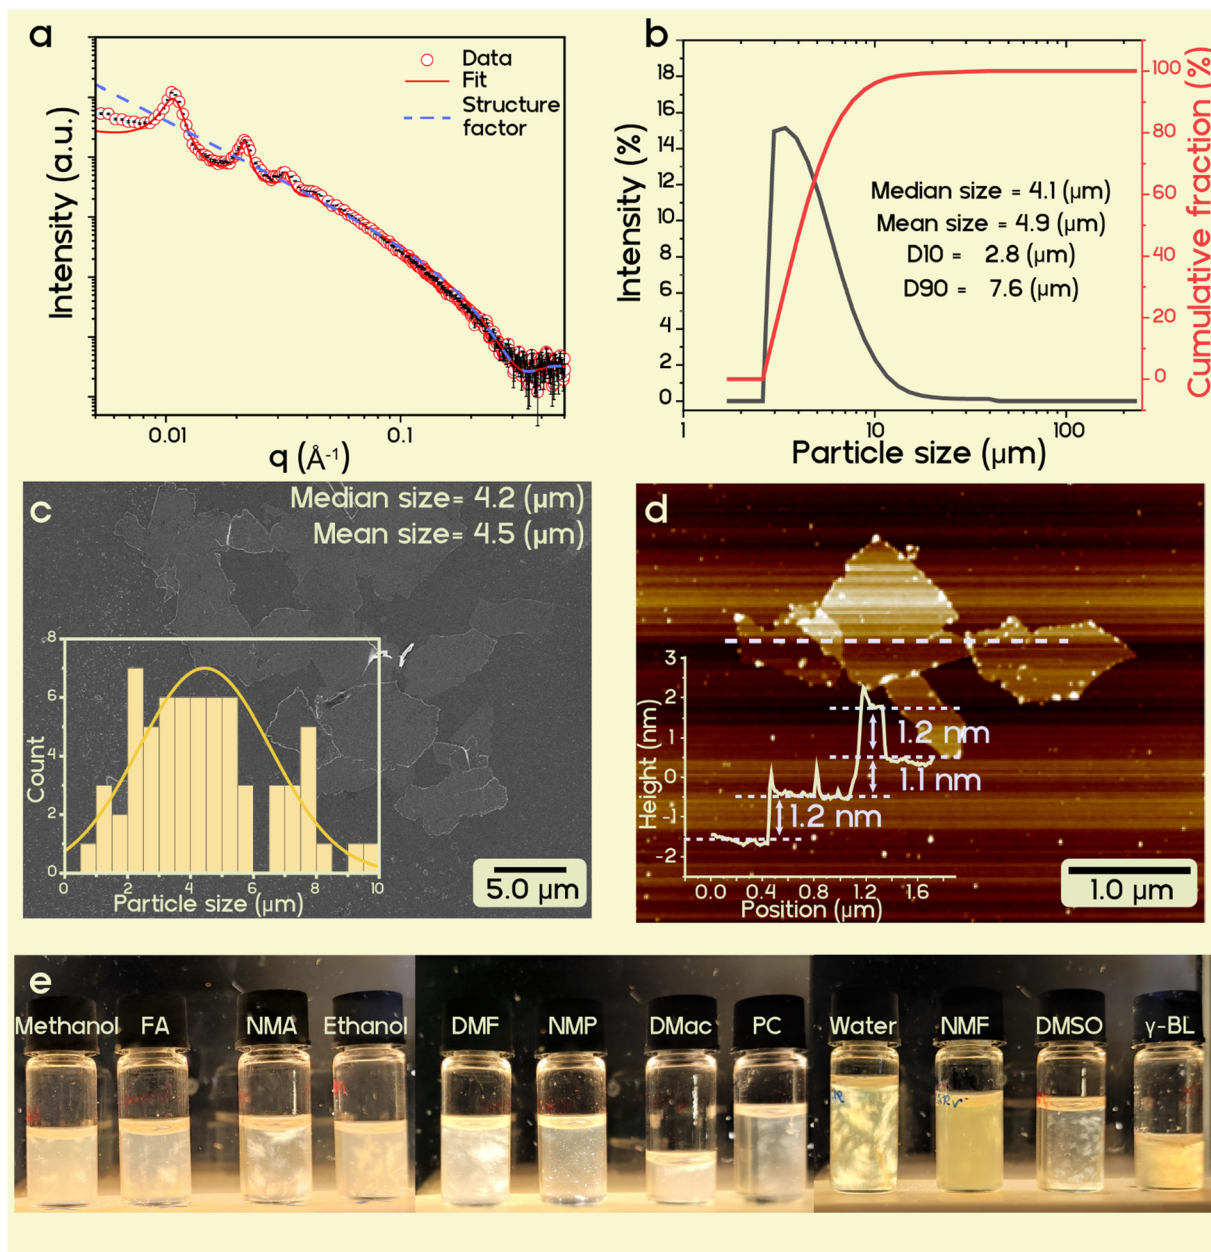 a
Data
Fit
Structure
factor
Intensity (a.u.)
0.01
0.1
q (Å-1)
b
18
16
14
12
10
8
6
4
2
0
Intensity (%)
100
80
60
40
20
0
Cumulative fraction (%)
Median size = 4.1 (µm)
Mean size = 4.9 (µm)
D10 = 2.8 (µm)
D90 = 7.6 (µm)
1
10
100
Particle size (µm)
c
Median size= 4.2 (µm)
Mean size= 4.5 (µm)
8
6
4
2
0
Count
0 2 4 6 8 10
Particle size (µm)
5.0 µm
d
3
2
1
0
-1
-2
Height (nm)
1.2 nm
1.1 nm
1.2 nm
0.0 0.4 0.8 1.2 1.6
Position (µm)
1.0 µm
e
Methanol FA NMA Ethanol DMF NMP DMac PC Water NMF DMSO γ-BL